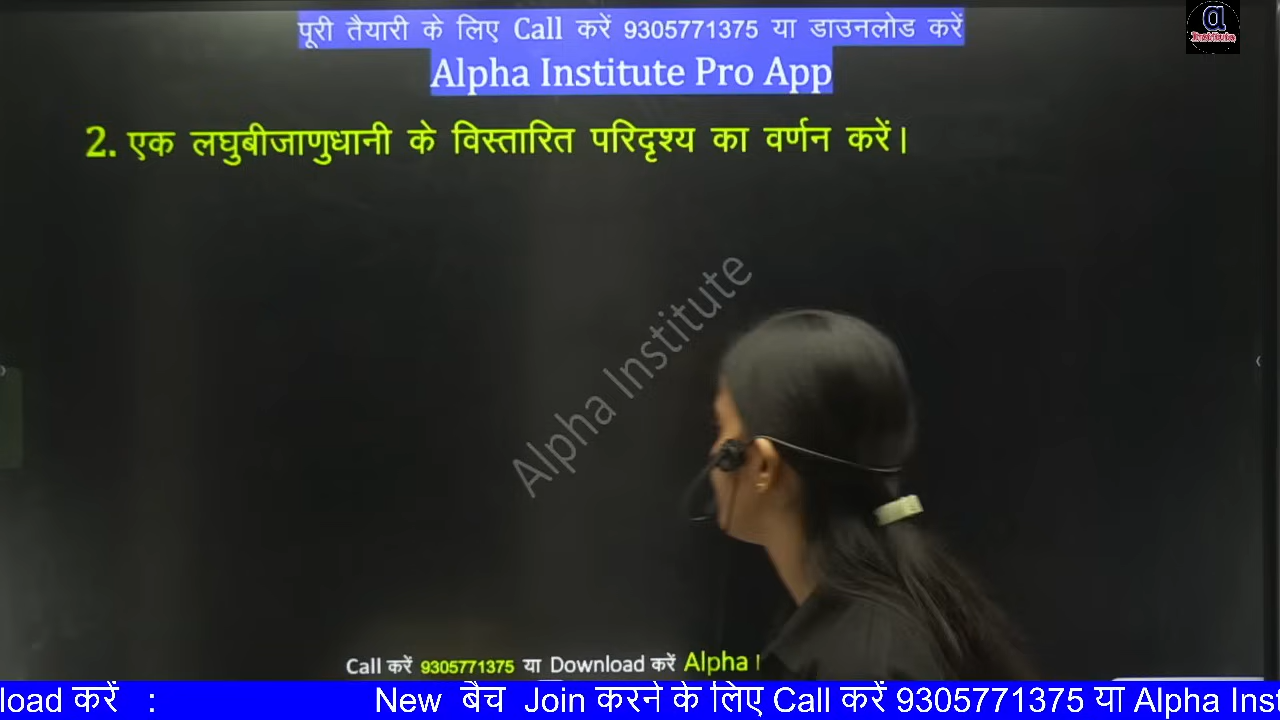 पूरी तैयारी के लिए Call करें 9305771375 या डाउनलोड करें
Alpha Institute Pro App
@
Institute
2. एक लघुबीजाणुधानी के विस्तारित परिदृश्य का वर्णन करें।
Alpha Institute
Call करें 9305771375 या Download करें Alpha
load करें : New बैच Join करने के लिए Call करें 9305771375 या Alpha Inst